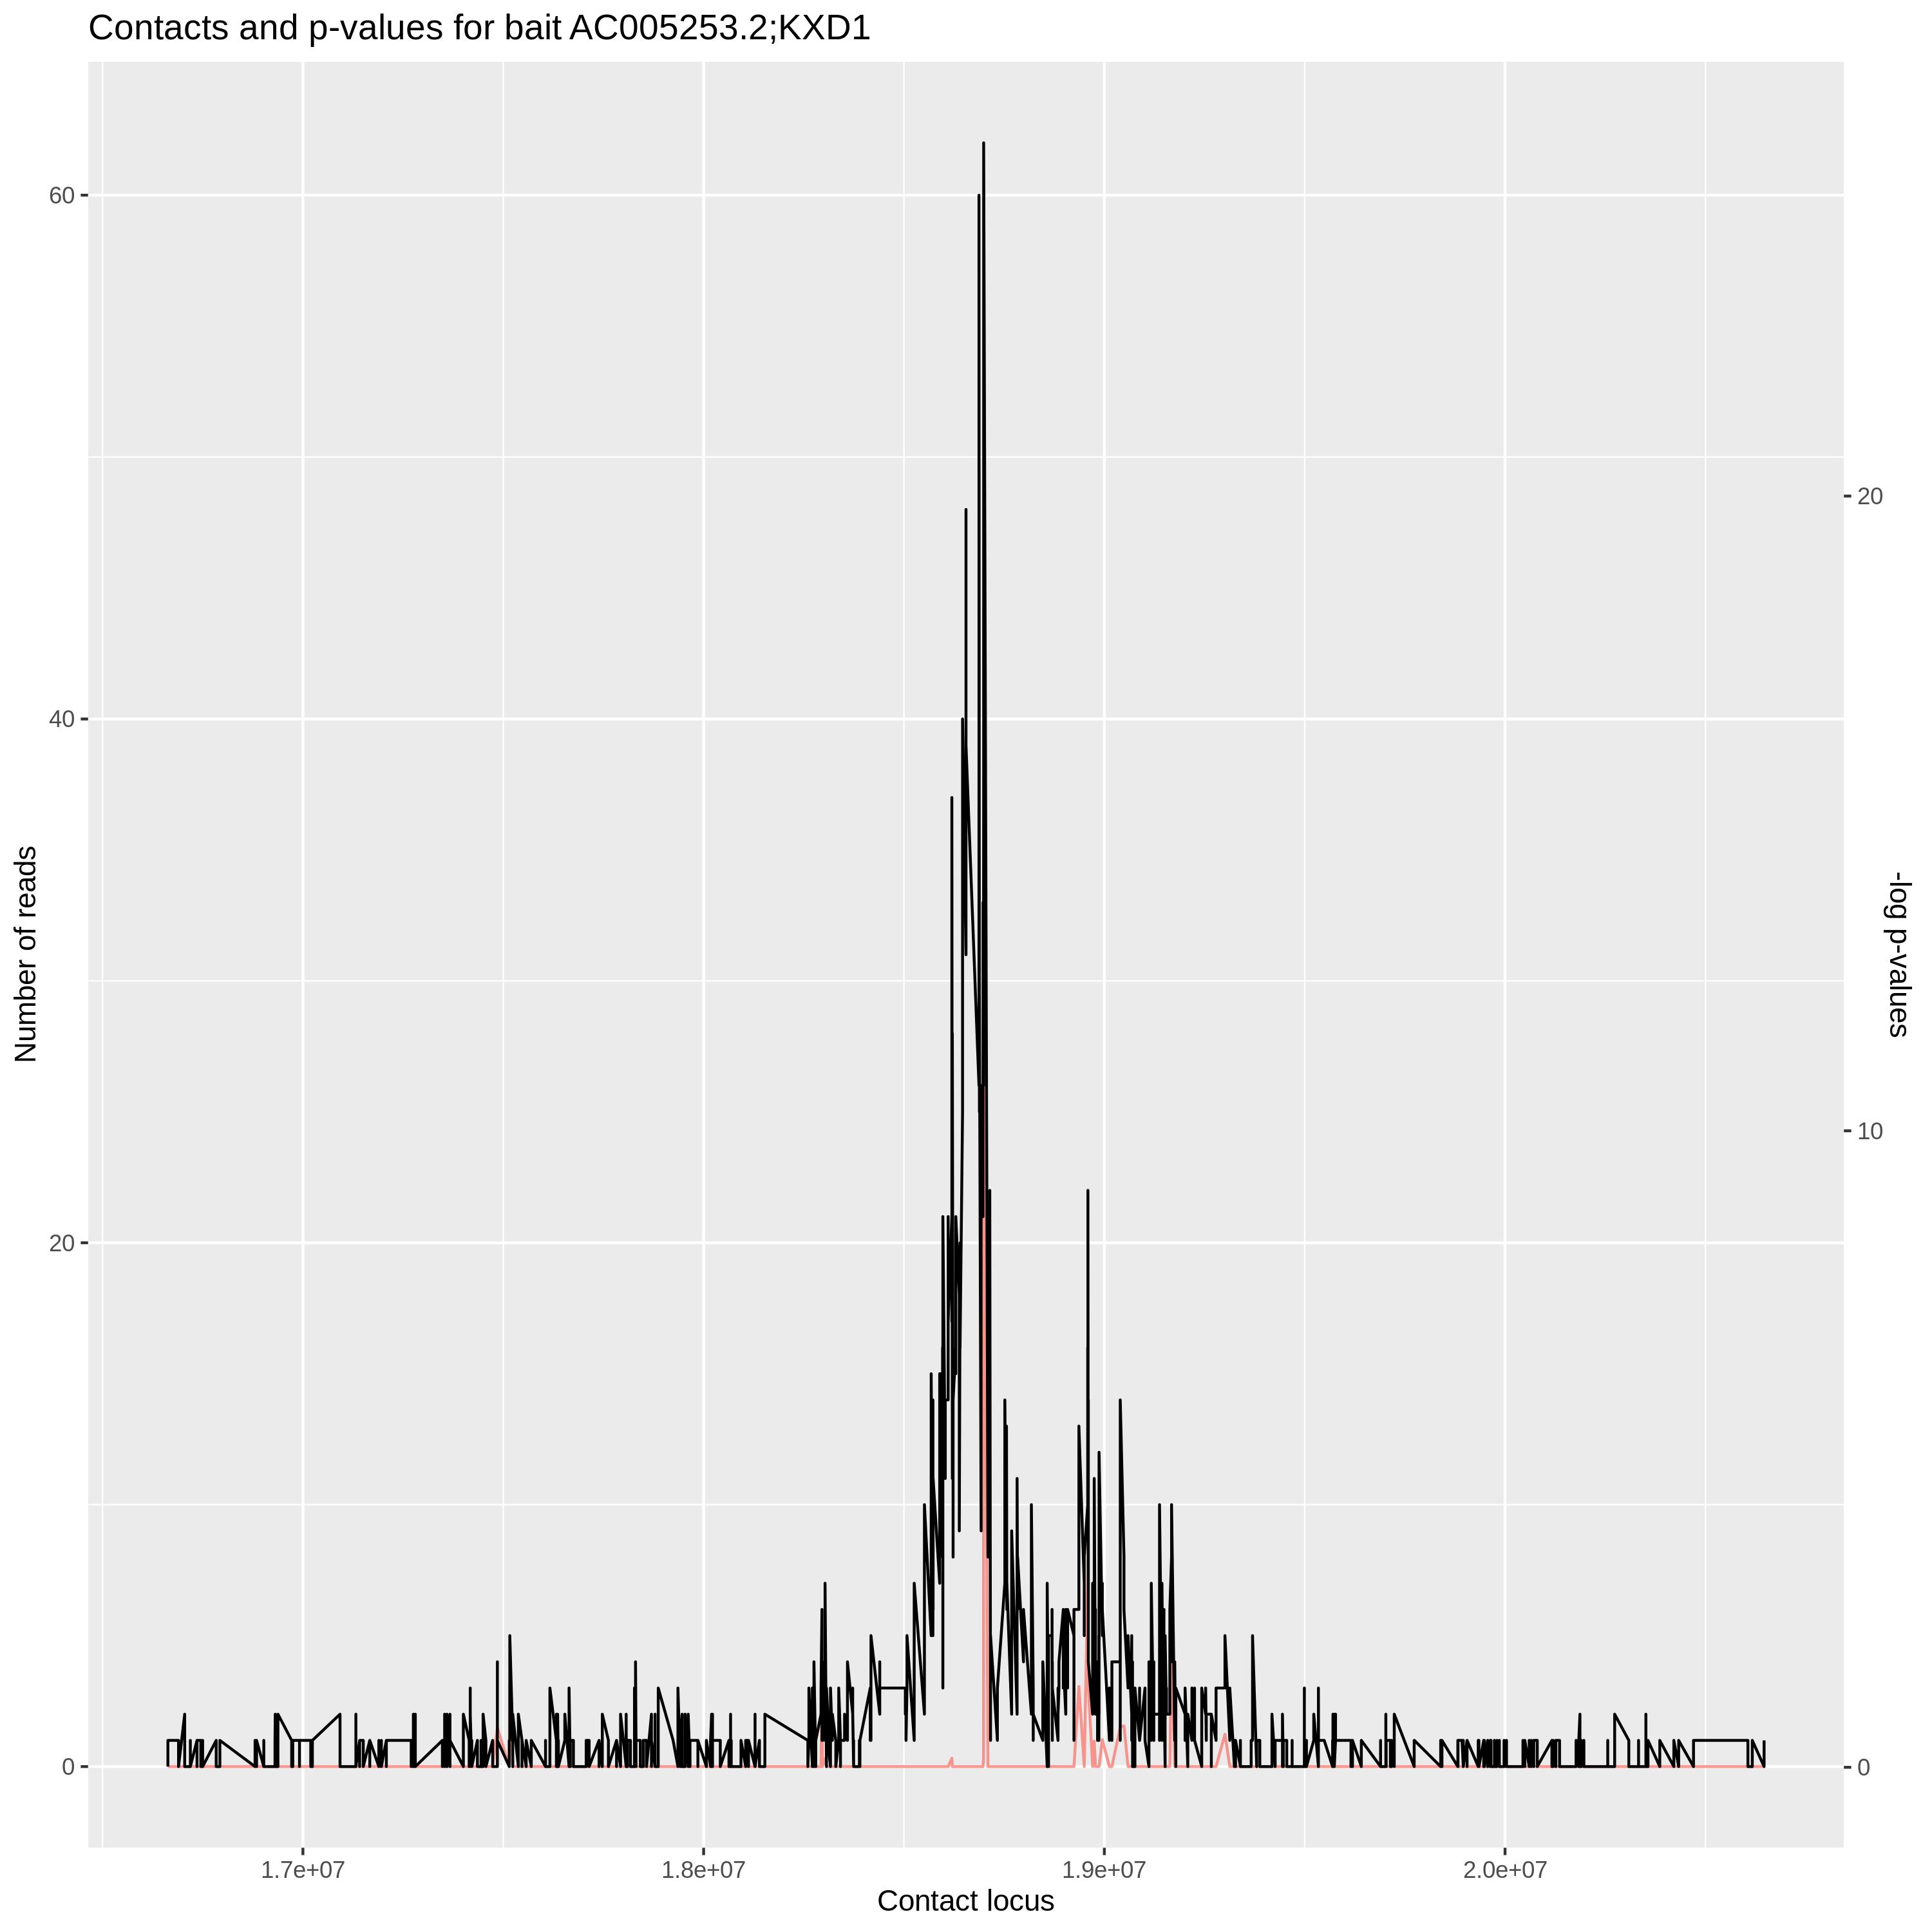 Contacts and p-values for bait AC005253.2;KXD1
60
40
20
0
Number of reads
20
10
0
-log p-values
1.7e+07
1.8e+07
1.9e+07
2.0e+07
Contact locus